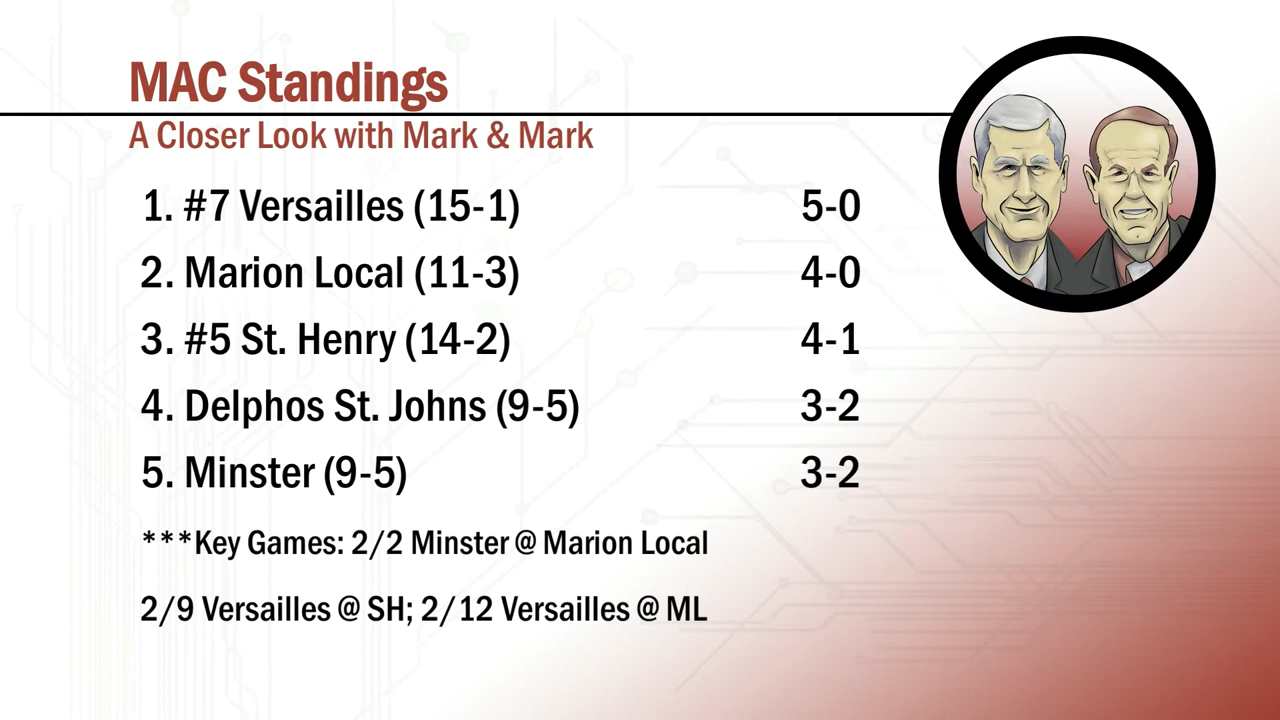 MAC Standings
A Closer Look with Mark & Mark
1. #7 Versailles (15-1) 5-0
2. Marion Local (11-3) 4-0
3. #5 St. Henry (14-2) 4-1
4. Delphos St. Johns (9-5) 3-2
5. Minster (9-5) 3-2
***Key Games: 2/2 Minster @ Marion Local
2/9 Versailles @ SH; 2/12 Versailles @ ML